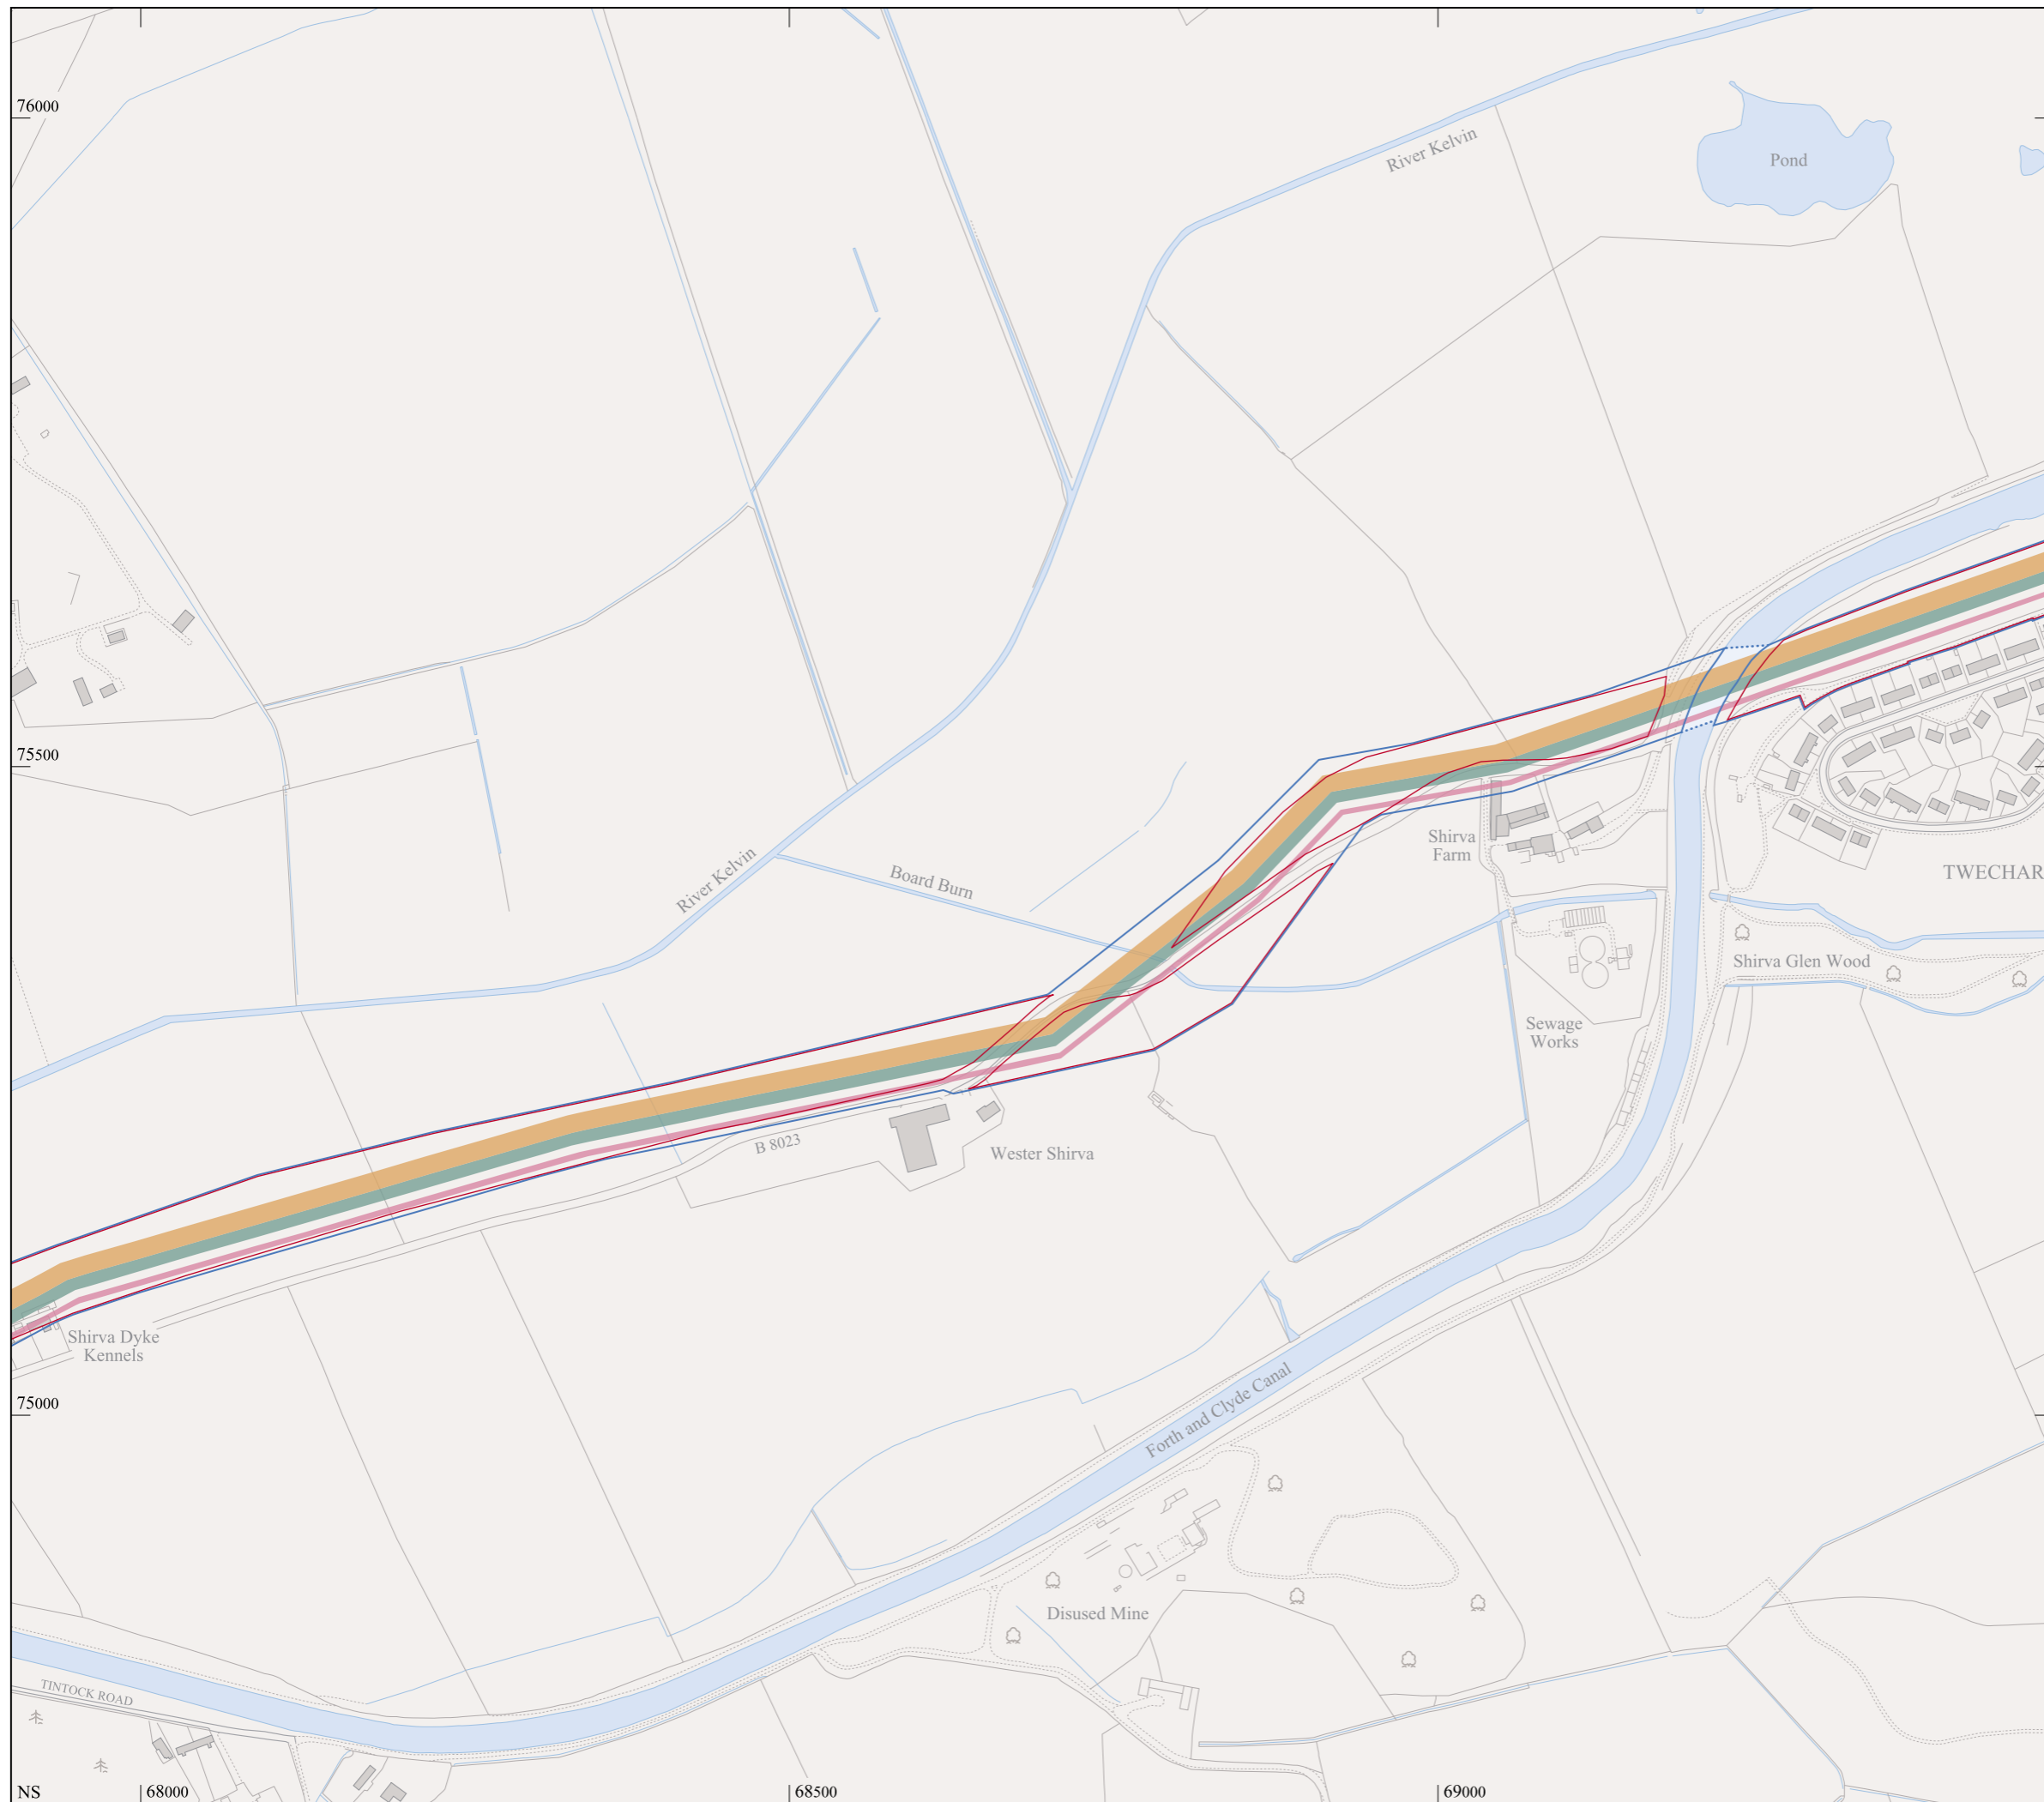 76000
River Kelvin
Pond
75500
River Kelvin
Board Burn
Shirva
Farm
TWECHAR
Shirva Glen Wood
Sewage
Works
B 8023
Wester Shirva
Shirva Dyke
Kennels
75000
Forth and Clyde Canal
Disused Mine
TINTOCK ROAD
NS
68000
68500
69000